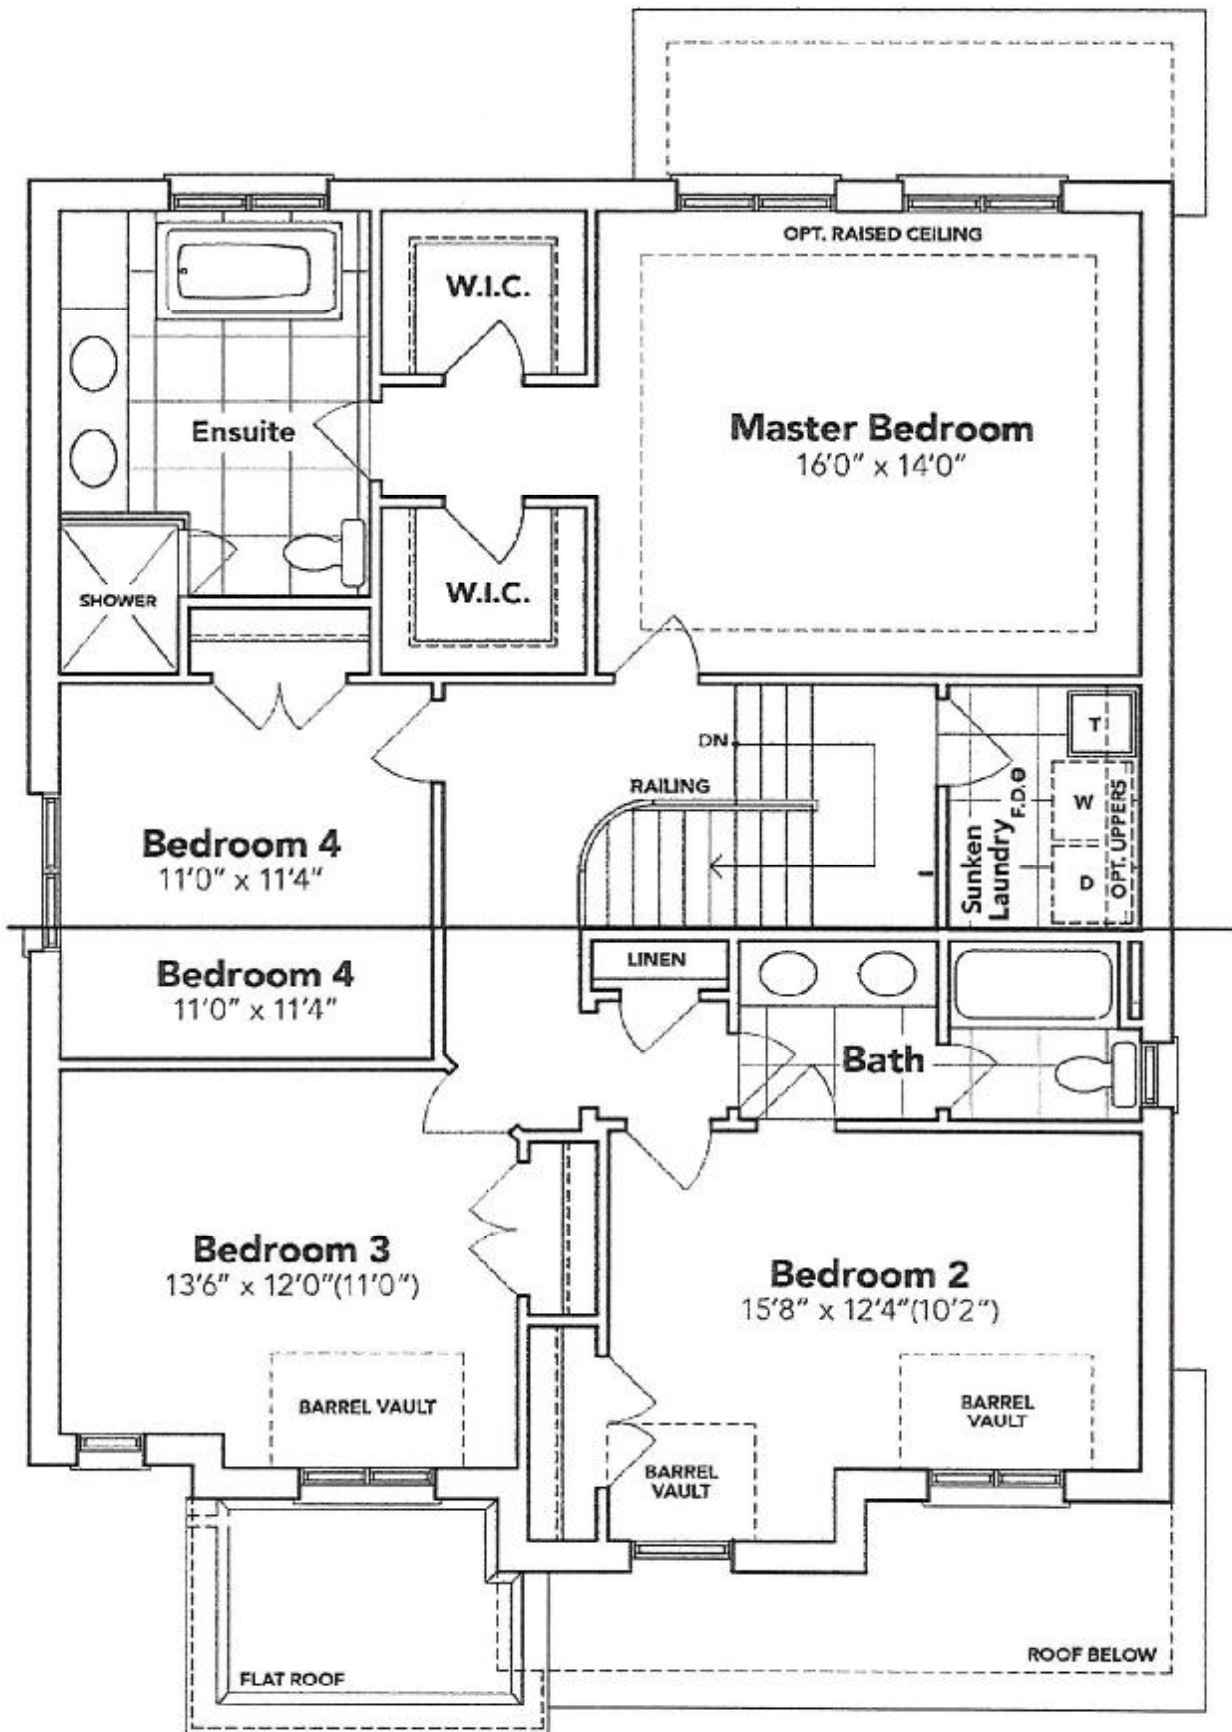 OPT. RAISED CEILING
W.I.C.
Master Bedroom
16'0" x 14'0"
Ensuite
W.I.C.
SHOWER
T
DN
RAILING
F.D.
W
Sunken
Laundry
OPT. UPPERS
D
Bedroom 4
11'0" x 11'4"
LINEN
Bedroom 4
11'0" x 11'4"
Bath
Bedroom 3
13'6" x 12'0"(11'0")
Bedroom 2
15'8" x 12'4"(10'2")
BARREL VAULT
BARREL
VAULT
BARREL
VAULT
FLAT ROOF
ROOF BELOW